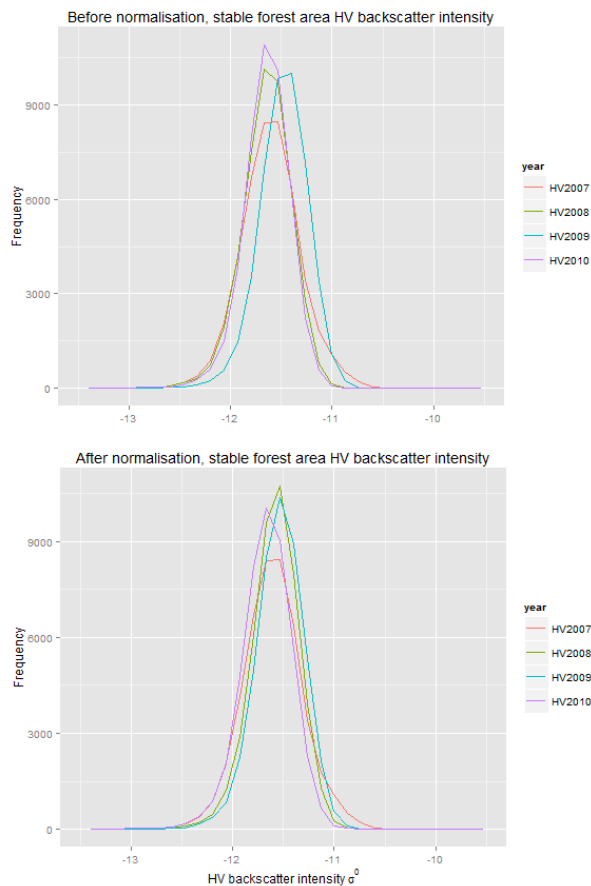 Before normalisation, stable forest area HV backscatter intensity
9000
6000
3000
0
Frequency
-13
-12
-11
-10
year
HV2007
HV2008
HV2009
HV2010
After normalisation, stable forest area HV backscatter intensity
9000
6000
3000
0
Frequency
-13
-12
-11
-10
HV backscatter intensity σ⁰
year
HV2007
HV2008
HV2009
HV2010